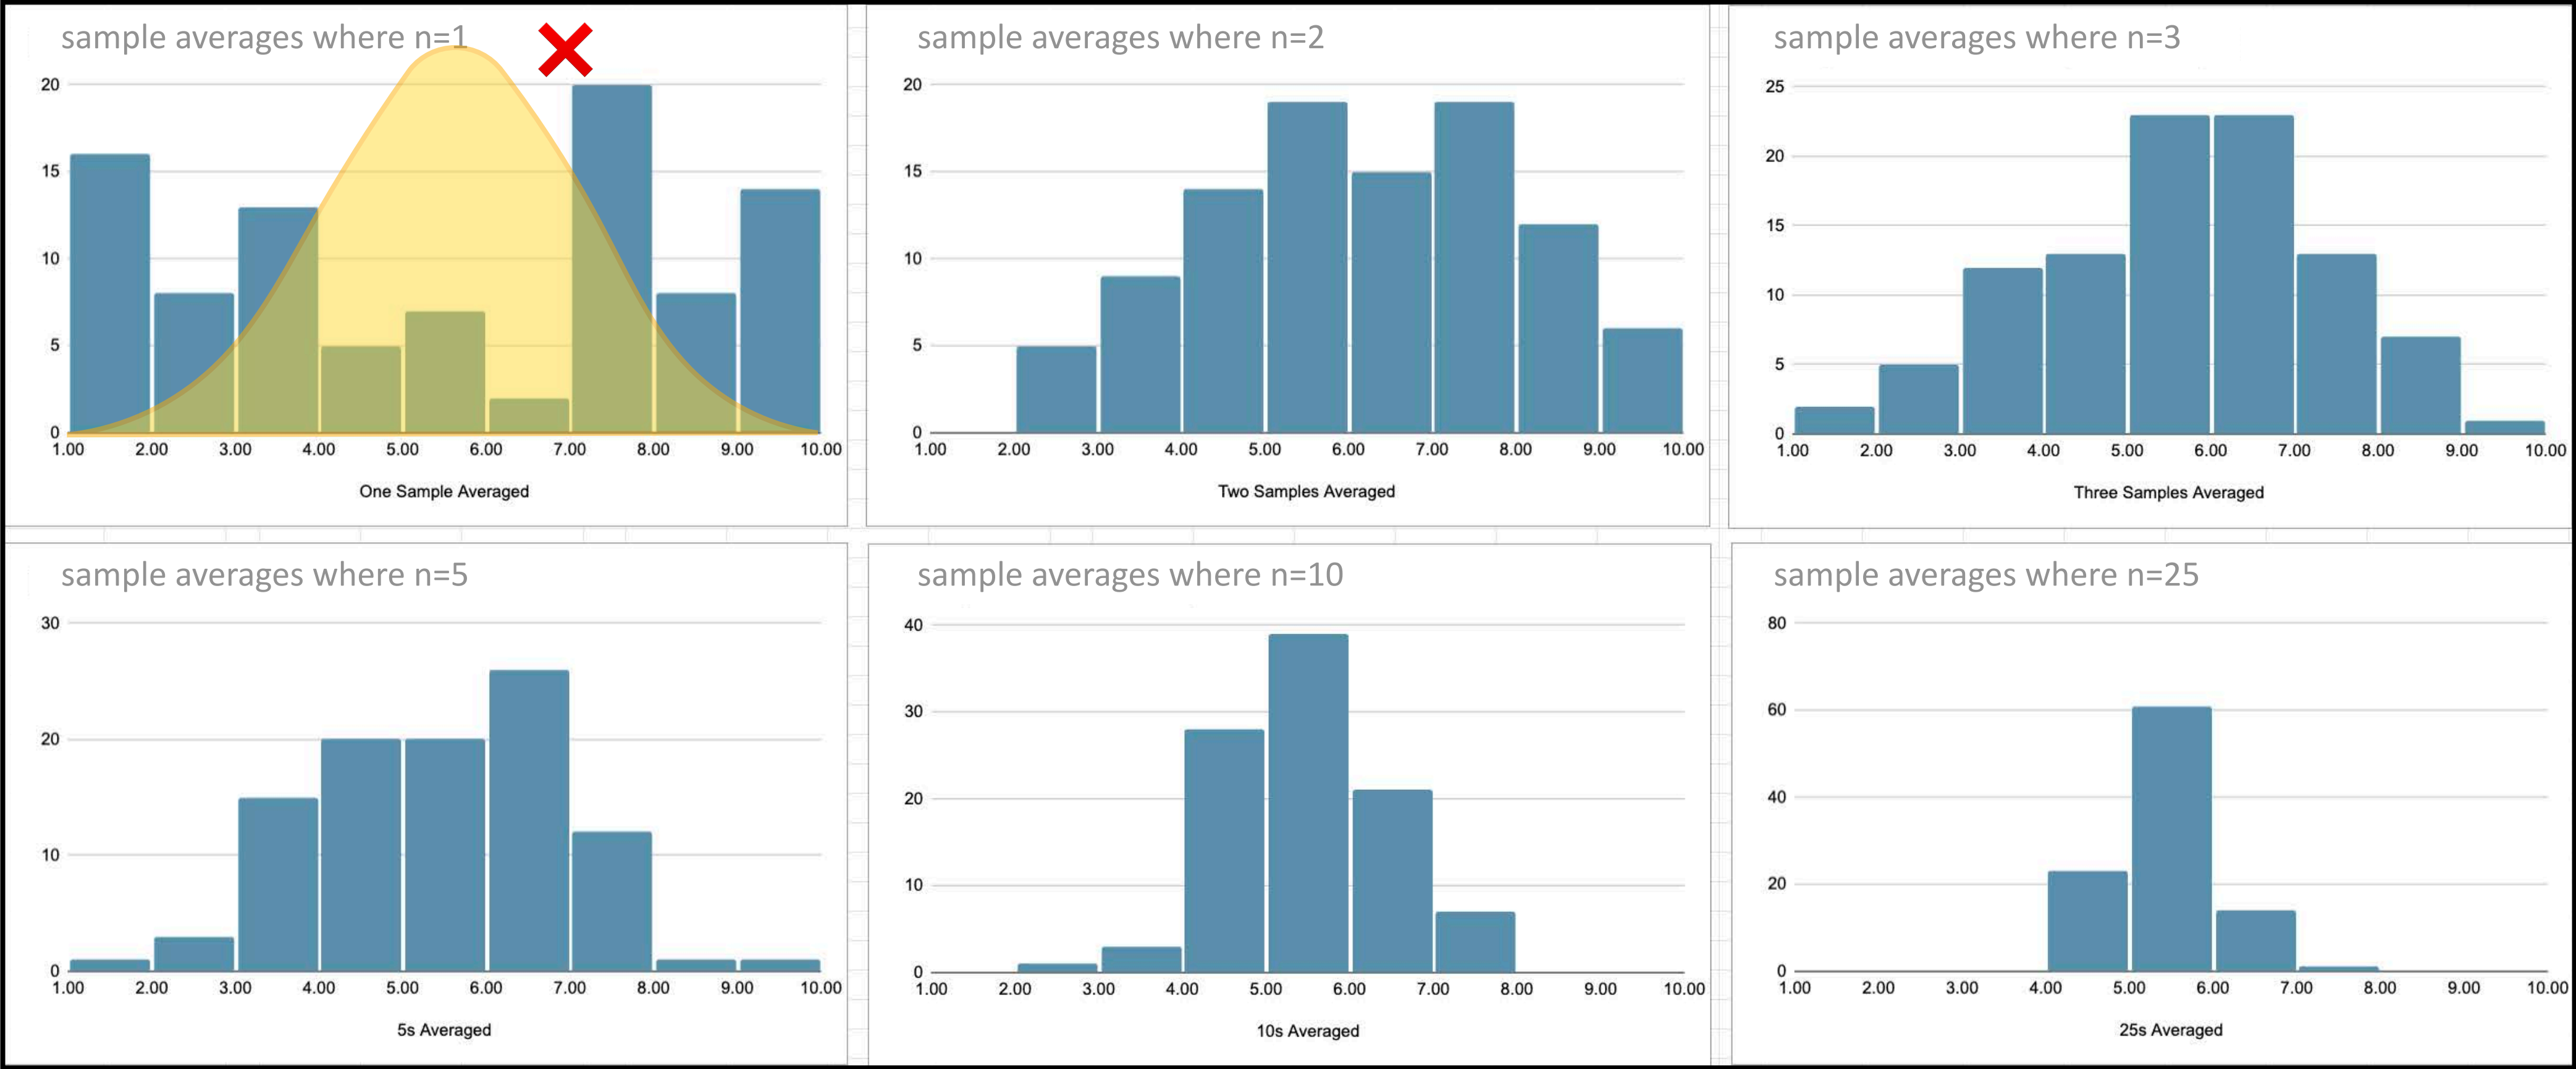 sample averages where n=1
20
15
10
5
0
1.00 2.00 3.00 4.00 5.00 6.00 7.00 8.00 9.00 10.00
One Sample Averaged
sample averages where n=2
20
15
10
5
0
1.00 2.00 3.00 4.00 5.00 6.00 7.00 8.00 9.00 10.00
Two Samples Averaged
sample averages where n=3
25
20
15
10
5
0
1.00 2.00 3.00 4.00 5.00 6.00 7.00 8.00 9.00 10.00
Three Samples Averaged
sample averages where n=5
30
20
10
0
1.00 2.00 3.00 4.00 5.00 6.00 7.00 8.00 9.00 10.00
5s Averaged
sample averages where n=10
40
30
20
10
0
1.00 2.00 3.00 4.00 5.00 6.00 7.00 8.00 9.00 10.00
10s Averaged
sample averages where n=25
80
60
40
20
0
1.00 2.00 3.00 4.00 5.00 6.00 7.00 8.00 9.00 10.00
25s Averaged